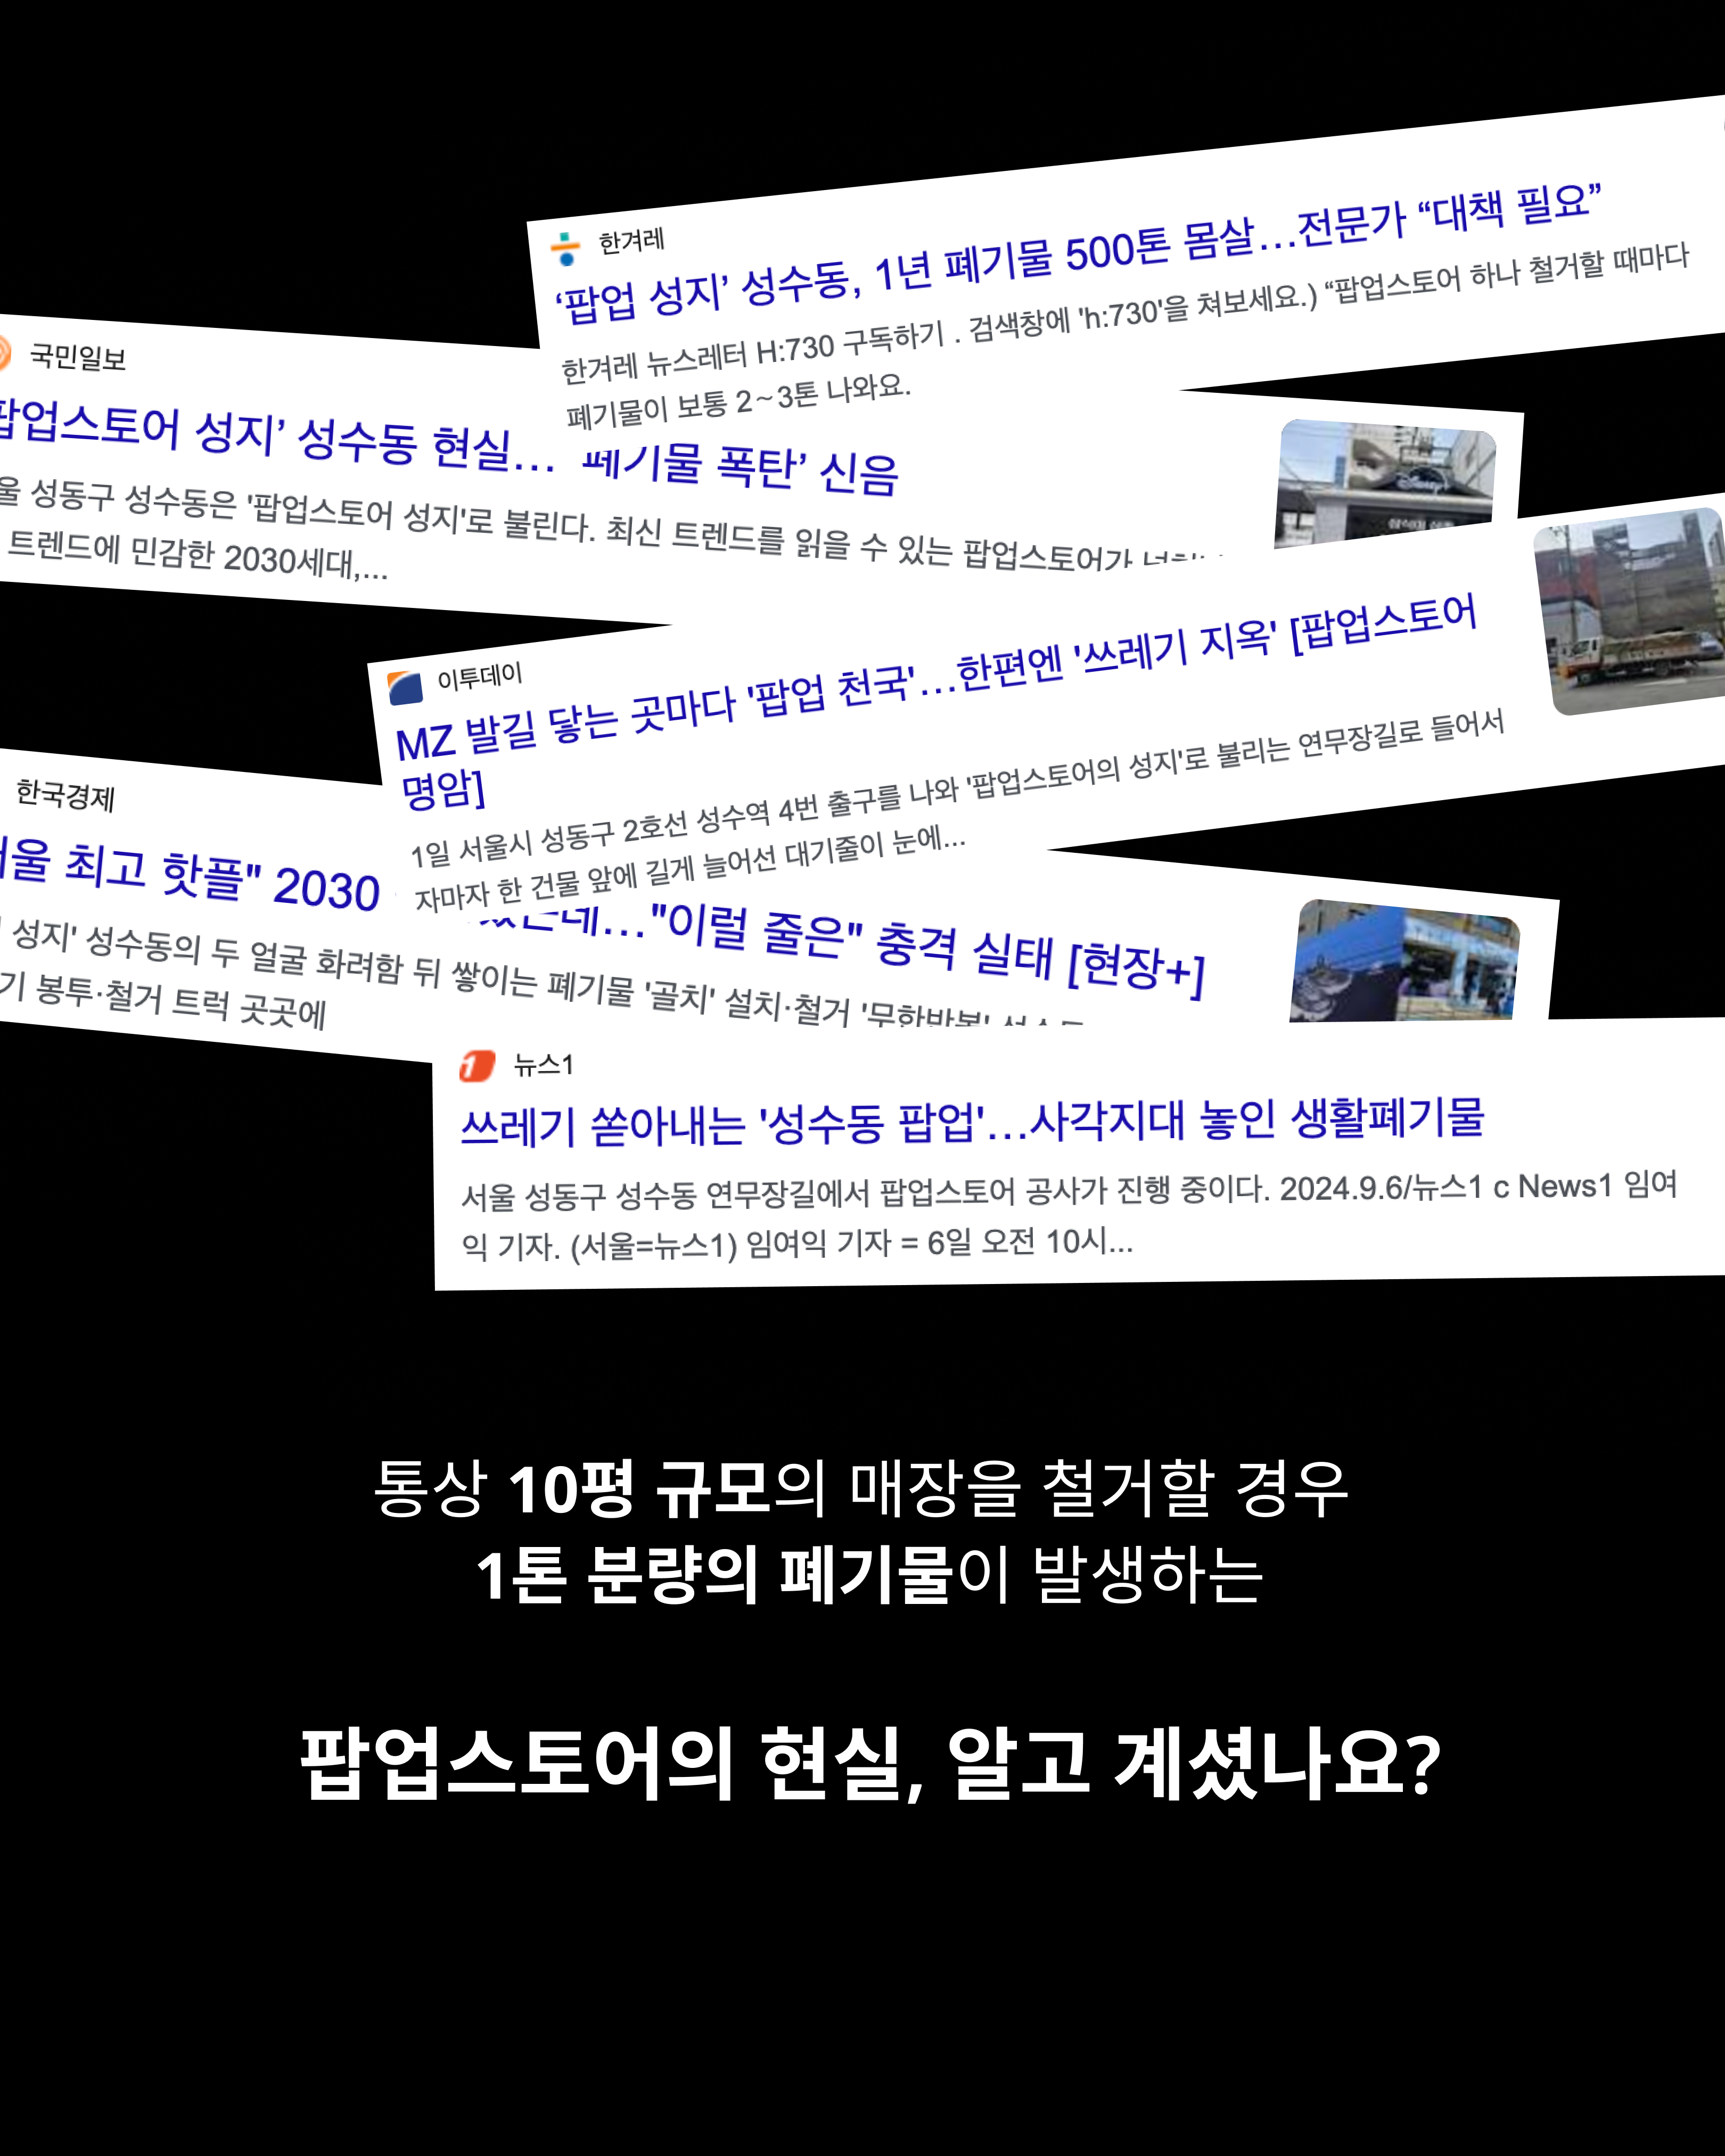 한겨레
‘팝업 성지’ 성수동, 1년 폐기물 500톤 몸살…전문가 “대책 필요”
한겨레 뉴스레터 H:730 구독하기 . 검색창에 'h:730'을 쳐보세요.) “팝업스토어 하나 철거할 때마다
폐기물이 보통 2~3톤 나와요.
국민일보
팝업스토어 성지’ 성수동 현실… ‘폐기물 폭탄’ 신음
울 성동구 성수동은 '팝업스토어 성지'로 불린다. 최신 트렌드를 읽을 수 있는 팝업스토어가
트렌드에 민감한 2030세대,...
이투데이
MZ 발길 닿는 곳마다 '팝업 천국'…한편엔 '쓰레기 지옥' [팝업스토어
명암]
1일 서울시 성동구 2호선 성수역 4번 출구를 나와 '팝업스토어의 성지'로 불리는 연무장길로 들어서
자마자 한 건물 앞에 길게 늘어선 대기줄이 눈에...
한국경제
서울 최고 핫플" 2030 …"이럴 줄은" 충격 실태 [현장+]
성지' 성수동의 두 얼굴 화려함 뒤 쌓이는 폐기물 '골치' 설치·철거 '무한반복'
기 봉투·철거 트럭 곳곳에
뉴스1
쓰레기 쏟아내는 '성수동 팝업'…사각지대 놓인 생활폐기물
서울 성동구 성수동 연무장길에서 팝업스토어 공사가 진행 중이다. 2024.9.6/뉴스1 c News1 임여
익 기자. (서울=뉴스1) 임여익 기자 = 6일 오전 10시...
통상 10평 규모의 매장을 철거할 경우
1톤 분량의 폐기물이 발생하는
팝업스토어의 현실, 알고 계셨나요?